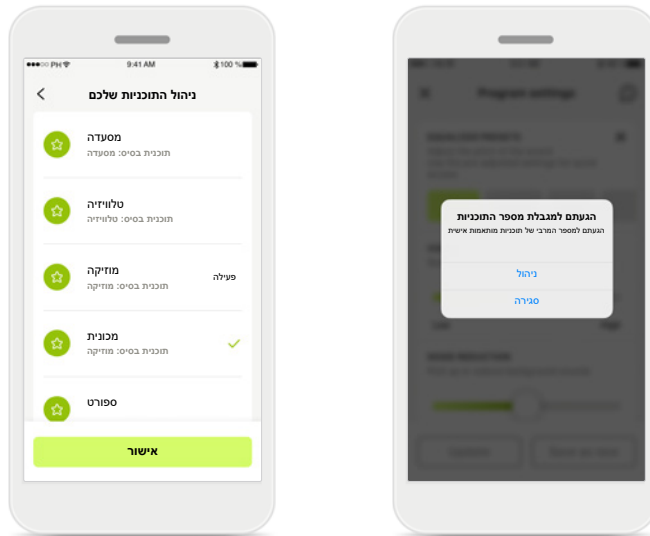 PH
9:41 AM
100 %
ניהול התוכניות שלכם
מסעדה
תוכנית בסיס: מסעדה
טלוויזיה
תוכנית בסיס: טלוויזיה
מוזיקה
תוכנית בסיס: מוזיקה
פעילה
מכונית
תוכנית בסיס: מוזיקה
ספורט
אישור
Program settings
הגעתם למגבלת מספר התוכניות
הגעתם למספר המרבי של תוכניות מותאמות אישית
ניהול
סגירה
High